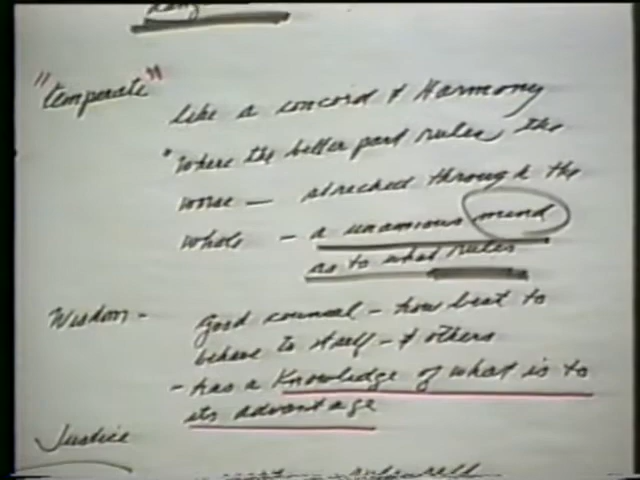 "temperate"
like a concord & Harmony
"Where the better part rules the
worse — streched through the
whole – a unamious mind
as to what rules
Wisdom -
Good counsel – how best to
behave to itself – & others
– has a Knowledge of what is to
its advantage
Justice